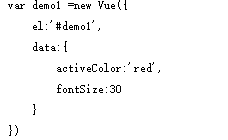 var demo1 =new Vue({
    el:'#demo1',
    data:{
        activeColor:'red',
        fontSize:30
    }
})